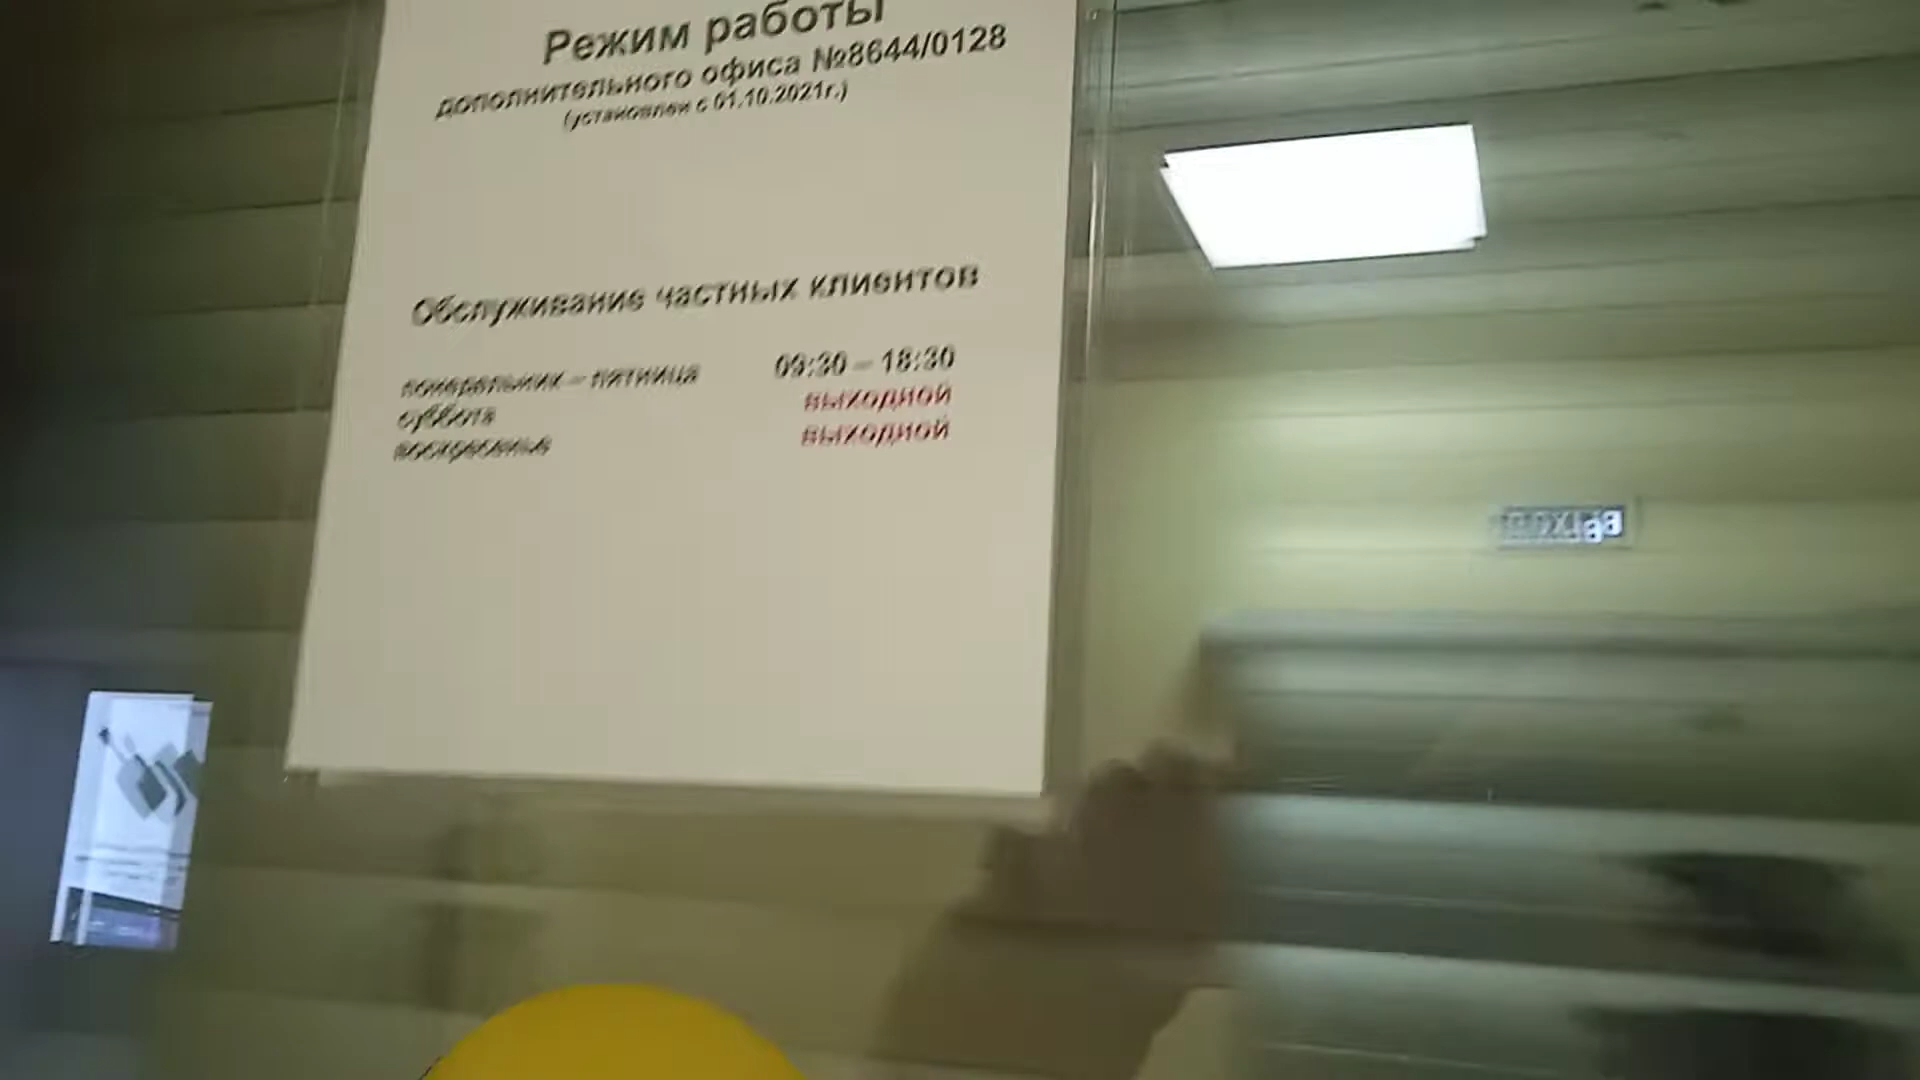 Режим работы
дополнительного офиса №8644/0128
(установлен с 01.10.2021г.)
Обслуживание частных клиентов
понедельник – пятница 09:30 – 18:30
суббота выходной
воскресенье выходной